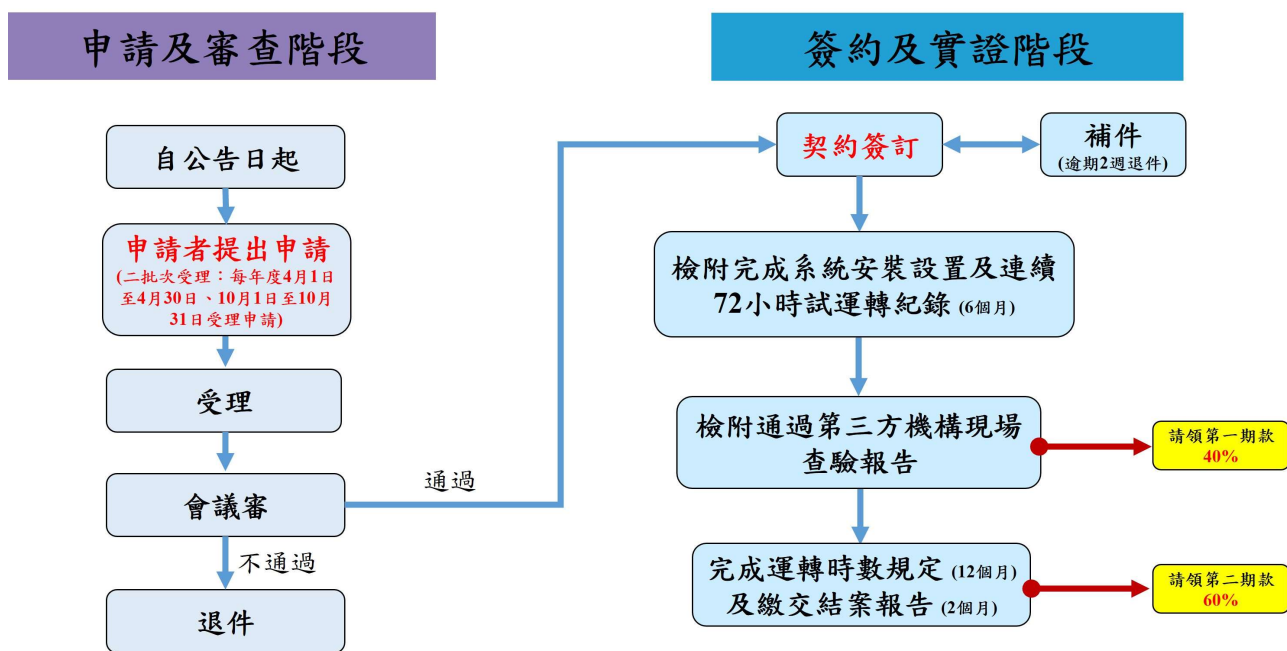 申請及審查階段
自公告日起
申請者提出申請
(二批次受理：每年度4月1日
至4月30日、10月1日至10月
31日受理申請)
受理
會議審
通過
不通過
退件
簽約及實證階段
契約簽訂
補件
(逾期2週退件)
檢附完成系統安裝設置及連續
72小時試運轉紀錄 (6個月)
檢附通過第三方機構現場
查驗報告
請領第一期款
40%
完成運轉時數規定 (12個月)
及繳交結案報告 (2個月)
請領第二期款
60%